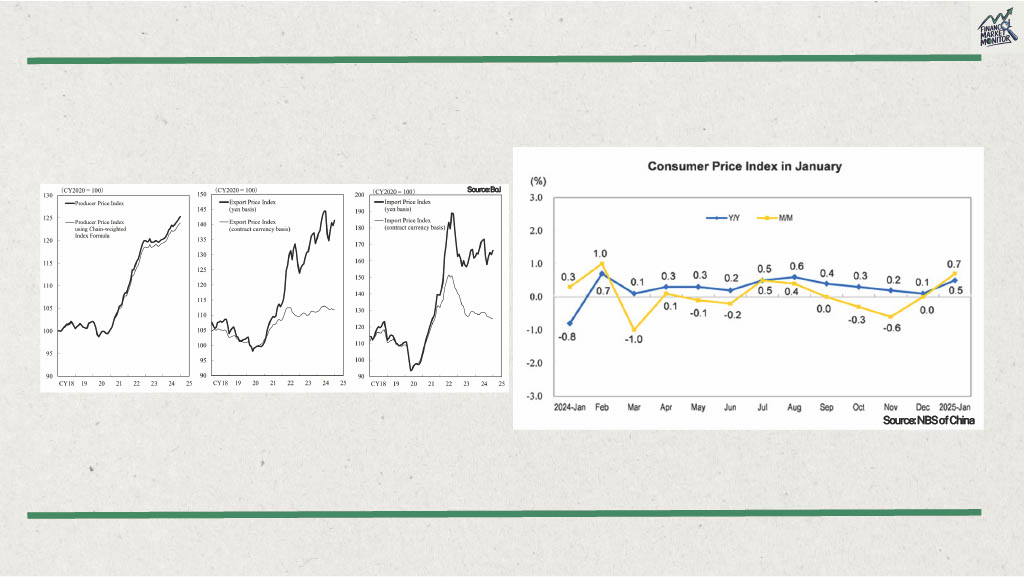 FINANCIAL
MARKET
MONITOR
(CY2020 = 100)
130
125
120
115
110
105
100
95
90
Producer Price Index
Producer Price Index
using Chain-weighted
Index Formula
CY18 19 20 21 22 23 24 25
(CY2020 = 100)
150
145
140
135
130
125
120
115
110
105
100
95
90
Export Price Index
(yen basis)
Export Price Index
(contract currency basis)
CY18 19 20 21 22 23 24 25
(CY2020 = 100)
Source:BoJ
200
190
180
170
160
150
140
130
120
110
100
90
Import Price Index
(yen basis)
Import Price Index
(contract currency basis)
CY18 19 20 21 22 23 24 25
Consumer Price Index in January
(%)
3.0
2.0
1.0
0.0
-1.0
-2.0
-3.0
Y/Y M/M
0.3 1.0 0.1 0.3 0.3 0.2 0.5 0.6 0.4 0.3 0.2 0.1 0.7
-0.8 0.7 -1.0 0.1 -0.1 -0.2 0.5 0.4 0.0 -0.3 -0.6 0.0 0.5
2024-Jan Feb Mar Apr May Jun Jul Aug Sep Oct Nov Dec 2025-Jan
Source:NBS of China